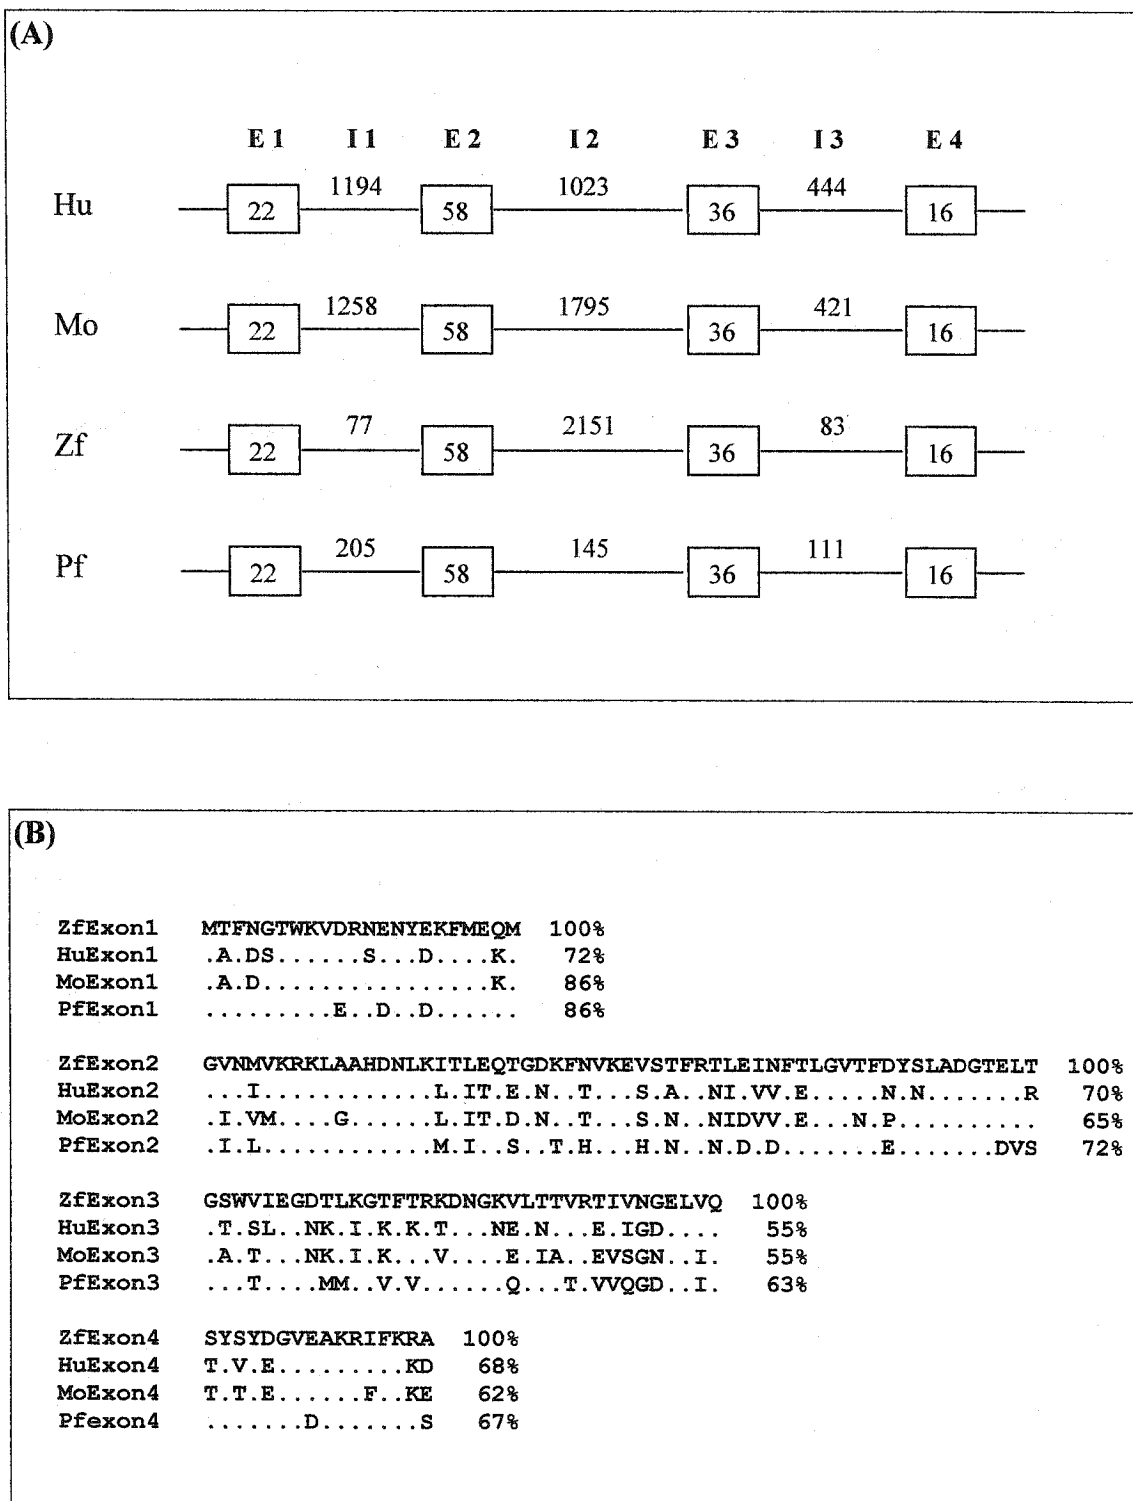 (A)
E 1 I 1 E 2 I 2 E 3 I 3 E 4
Hu 22 1194 58 1023 36 444 16
Mo 22 1258 58 1795 36 421 16
Zf 22 77 58 2151 36 83 16
Pf 22 205 58 145 36 111 16
(B)
ZfExon1 MTFNGTWKVDRNENYEKFMEQM 100%
HuExon1 .A.DS......S...D....K. 72%
MoExon1 .A.D................K. 86%
PfExon1 .........E..D..D...... 86%
ZfExon2 GVNMVKRKLAAHDNLKITLEQTGDKFNVKEVSTFRTLEINFTLGVTFDYSLADGTELT 100%
HuExon2 ...I............L.IT.E.N..T...S.A..NI.VV.E.....N.N.......R 70%
MoExon2 .I.VM....G......L.IT.D.N..T...S.N..NIDVV.E...N.P.......... 65%
PfExon2 .I.L............M.I..S..T.H...H.N..N.D.D.......E.......DVS 72%
ZfExon3 GSWVIEGDTLKGTFTRKDNGKVLTTVRTIVNGELVQ 100%
HuExon3 .T.SL..NK.I.K.K.T...NE.N...E.IGD.... 55%
MoExon3 .A.T...NK.I.K...V....E.IA..EVSGN..I. 55%
PfExon3 ...T....MM..V.V......Q...T.VVQGD..I. 63%
ZfExon4 SYSYDGVEAKRIFKRA 100%
HuExon4 T.V.E.........KD 68%
MoExon4 T.T.E......F..KE 62%
Pfexon4 .......D.......S 67%